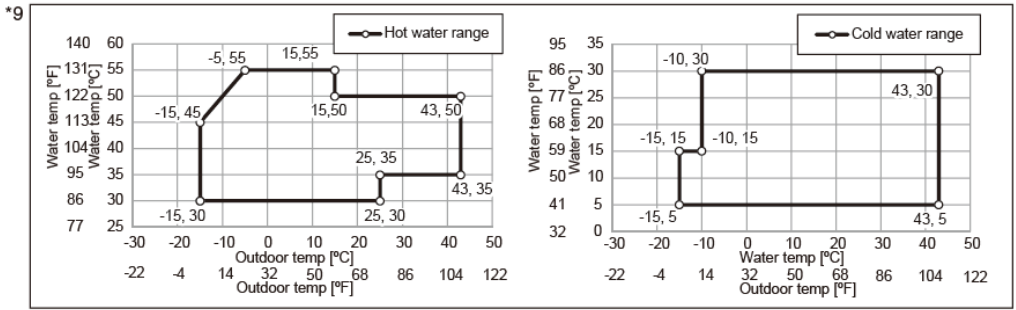 *9
Hot water range
Water temp [ºF]
Water temp [ºC]
140 60
131 55
122 50
113 45
104 40
95 35
86 30
77 25
-5, 55
15,55
-15, 45
15,50
43, 50
25, 35
43, 35
-15, 30
25, 30
-30 -20 -10 0 10 20 30 40 50
Outdoor temp [ºC]
-22 -4 14 32 50 68 86 104 122
Outdoor temp [ºF]
Cold water range
Water temp [ºF]
Water temp [ºC]
95 35
86 30
77 25
68 20
59 15
50 10
41 5
32 0
-10, 30
43, 30
-15, 15
-10, 15
-15, 5
43, 5
-30 -20 -10 0 10 20 30 40 50
Water temp [ºC]
-22 -4 14 32 50 68 86 104 122
Outdoor temp [ºF]